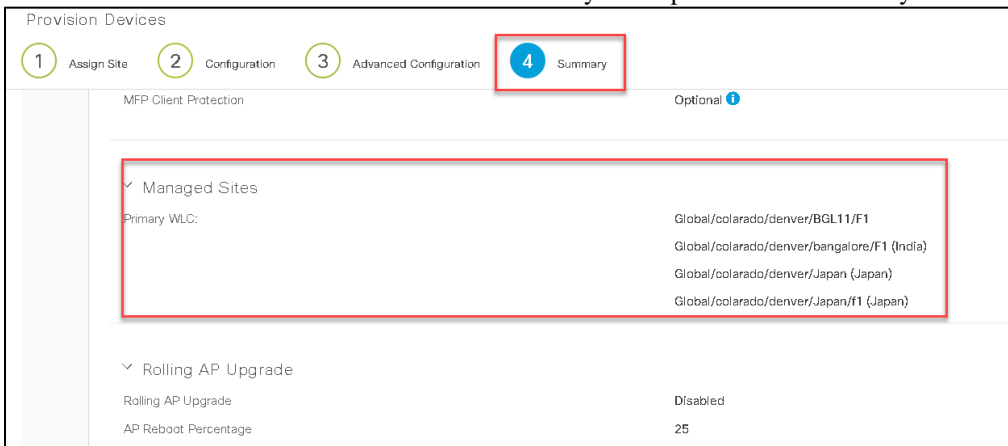 Provision Devices
1 Assign Site 2 Configuration 3 Advanced Configuration 4 Summary
MFP Client Protection Optional i
Managed Sites
Primary WLC: Global/colarado/denver/BGL11/F1
Global/colarado/denver/bangalore/F1 (India)
Global/colarado/denver/Japan (Japan)
Global/colarado/denver/Japan/f1 (Japan)
Rolling AP Upgrade
Rolling AP Upgrade Disabled
AP Reboot Percentage 25